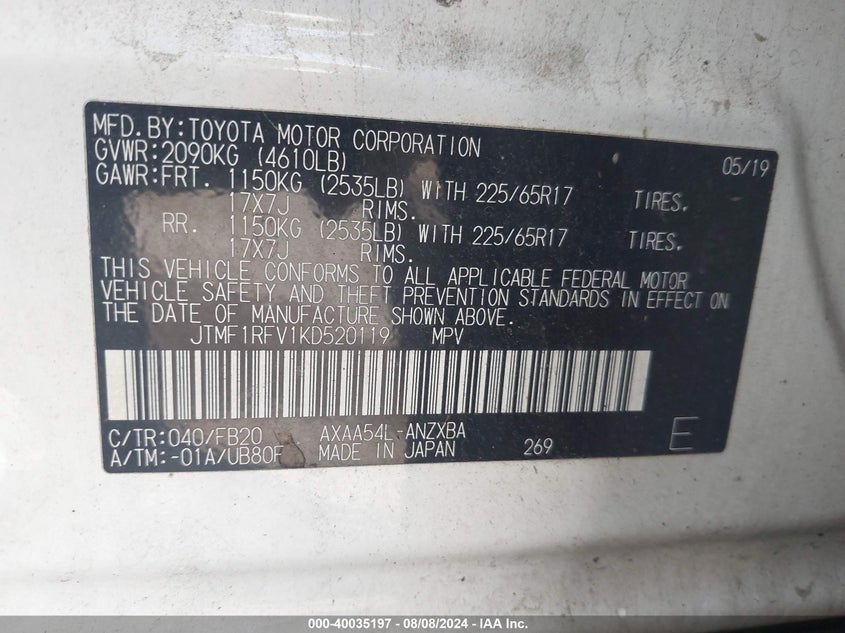 MFD.BY:TOYOTA MOTOR CORPORATION 05/19
GVWR:2090KG (4610LB)
GAWR:FRT. 1150KG (2535LB) WITH 225/65R17 TIRES.
17X7J RIMS.
RR. 1150KG (2535LB) WITH 225/65R17 TIRES.
17X7J RIMS.
THIS VEHICLE CONFORMS TO ALL APPLICABLE FEDERAL MOTOR
VEHICLE SAFETY AND THEFT PREVENTION STANDARDS IN EFFECT ON
THE DATE OF MANUFACTURE SHOWN ABOVE.
JTMF1RFV1KD520119 MPV
C/TR:040/FB20 AXAA54L-ANZXBA
A/TM:-01A/UB80F MADE IN JAPAN 269 E
000-40035197 - 08/08/2024 - IAA Inc.